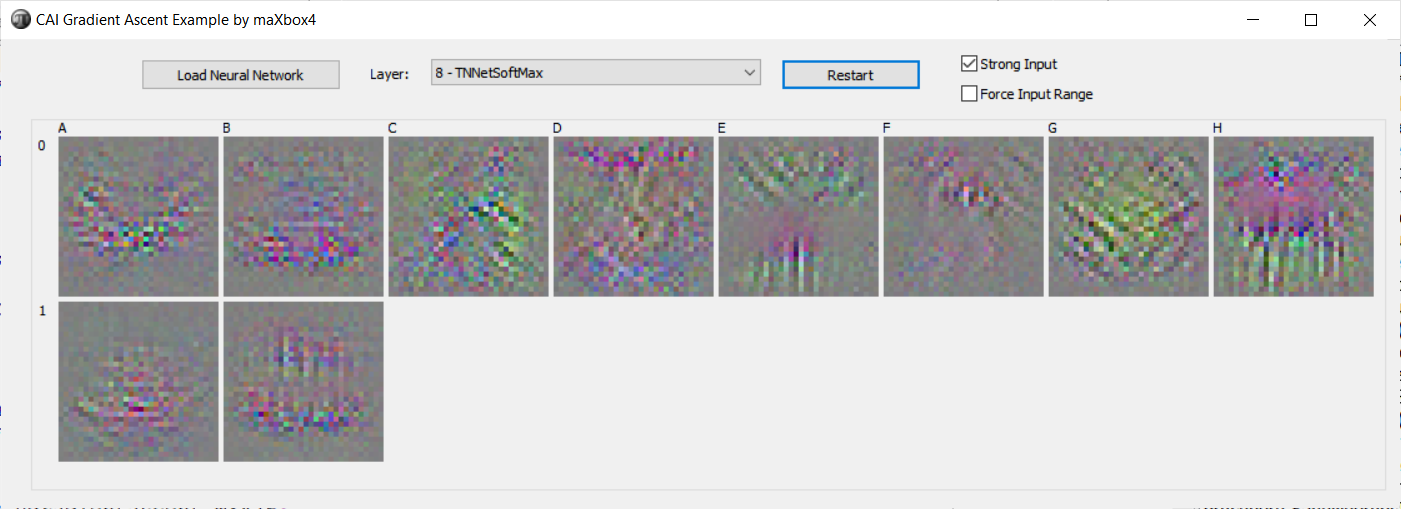 CAI Gradient Ascent Example by maXbox4
Load Neural Network Layer: 8 - TNNetSoftMax Restart
Strong Input
Force Input Range
A B C D E F G H
0
1